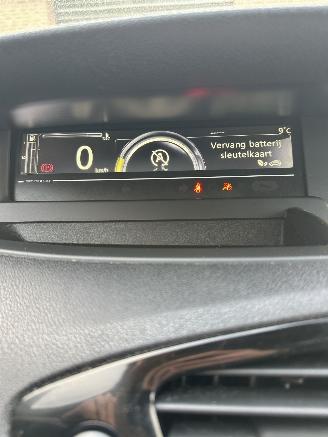 9°C
0
km/h
Vervang batterij
sleutelkaart